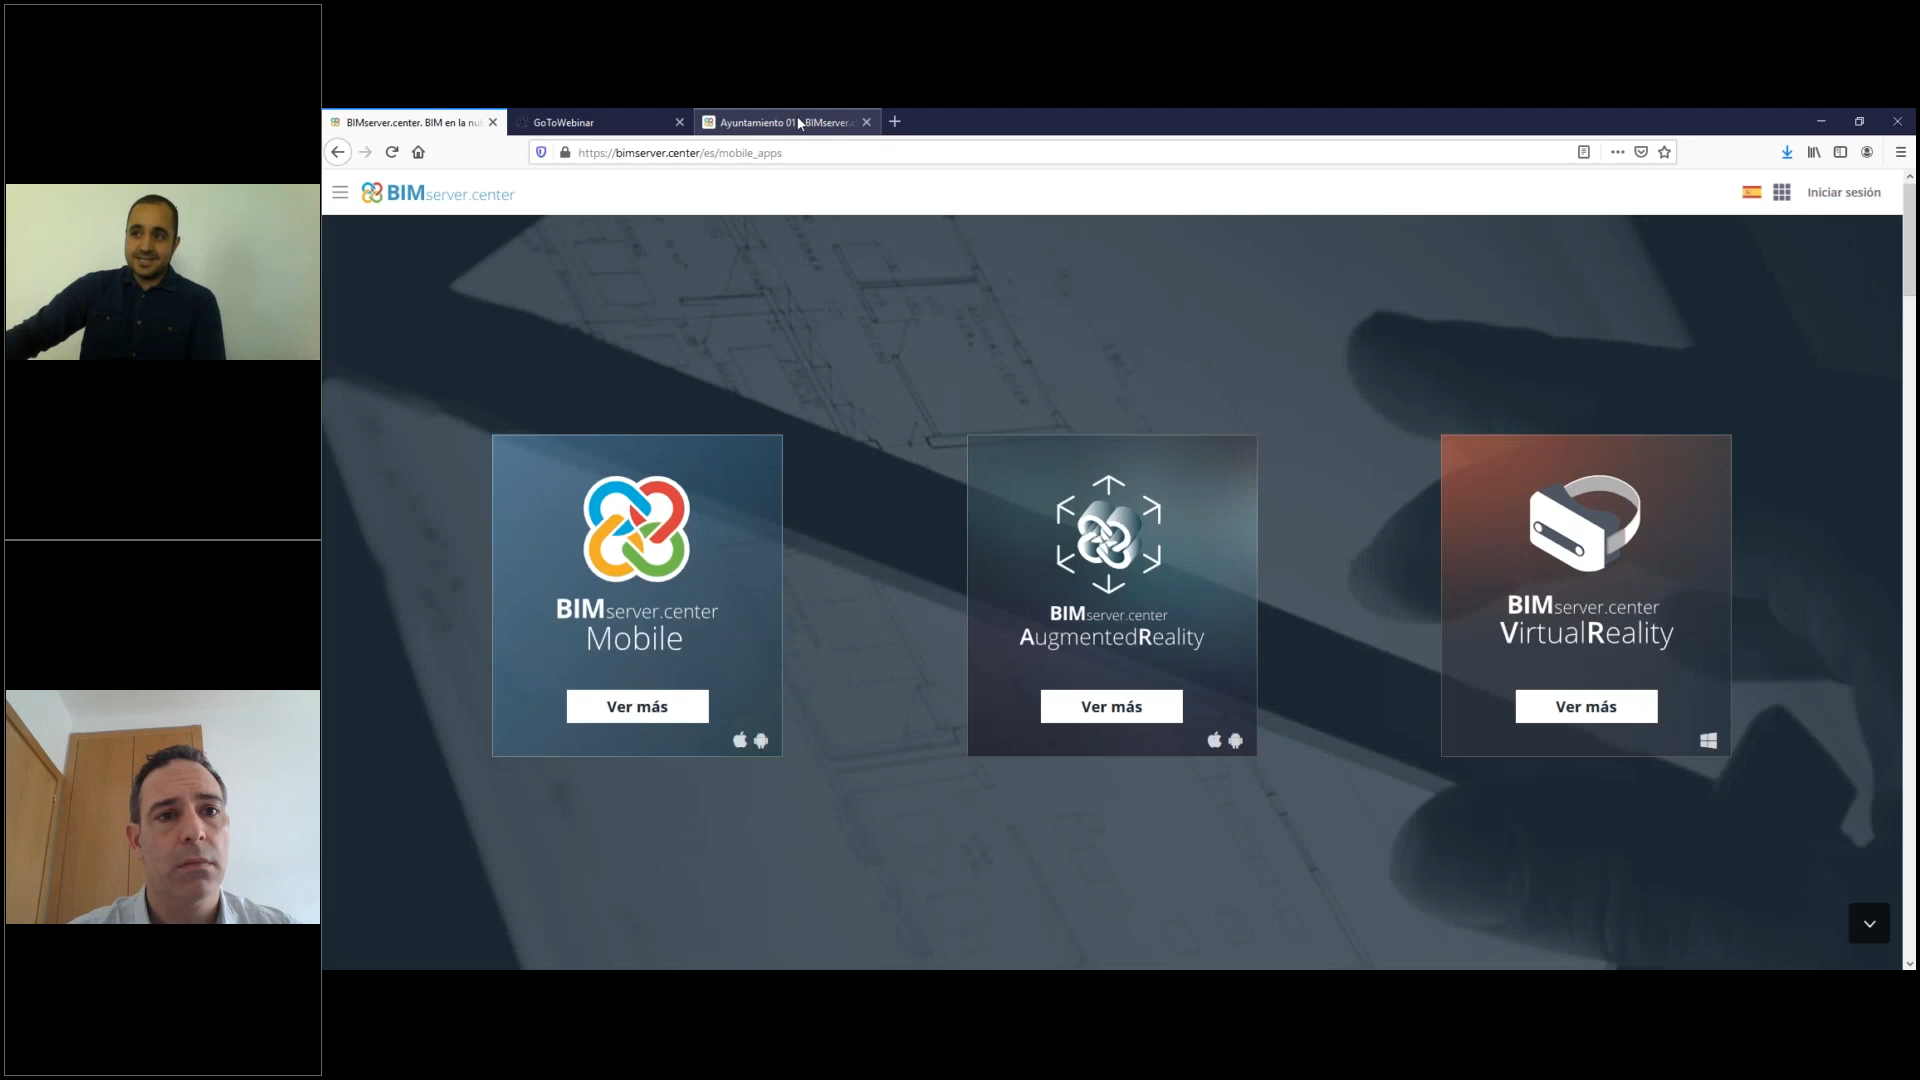 BIMserver.center. BIM en la nu
GoToWebinar
Ayuntamiento 01 BIMserver.c
https://bimserver.center/es/mobile_apps
BIMserver.center
Iniciar sesión
BIMserver.center
Mobile
Ver más
BIMserver.center
AugmentedReality
Ver más
BIMserver.center
VirtualReality
Ver más